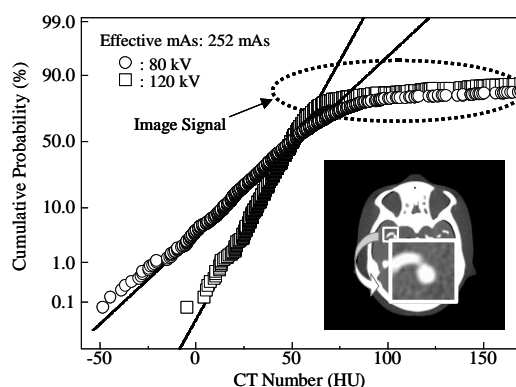 99.0
Effective mAs: 252 mAs
○ : 80 kV
□ : 120 kV
90.0
Image Signal
50.0
10.0
1.0
0.1
Cumulative Probability (%)
-50 0 50 100 150
CT Number (HU)